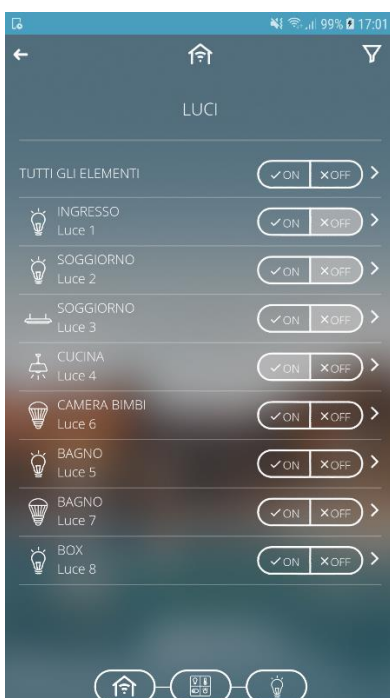 99% 17:01
LUCI
TUTTI GLI ELEMENTI ON OFF
INGRESSO
Luce 1 ON OFF
SOGGIORNO
Luce 2 ON OFF
SOGGIORNO
Luce 3 ON OFF
CUCINA
Luce 4 ON OFF
CAMERA BIMBI
Luce 6 ON OFF
BAGNO
Luce 5 ON OFF
BAGNO
Luce 7 ON OFF
BOX
Luce 8 ON OFF